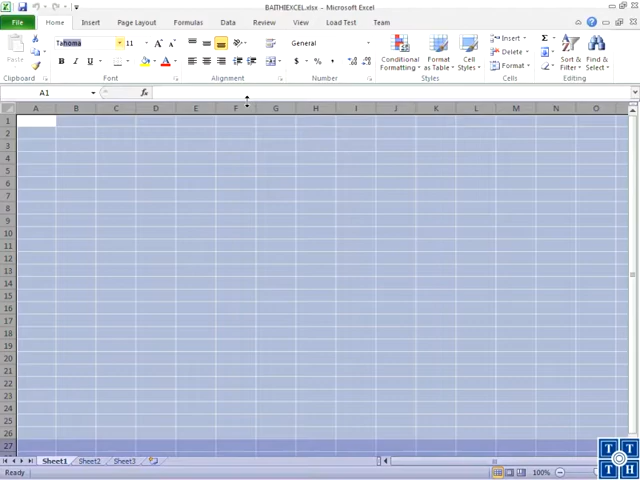 BAITHIEXCEL.xlsx - Microsoft Excel
File Home Insert Page Layout Formulas Data Review View Load Test Team
Tahoma 11 A A General Insert Σ
B I U A $ % , .0 .00 Conditional Formatting Format as Table Cell Styles Delete Format Sort & Filter Find & Select
Clipboard Font Alignment Number Styles Cells Editing
A1 fx
A B C D E F G H I J K L M N O
1
2
3
4
5
6
7
8
9
10
11
12
13
14
15
16
17
18
19
20
21
22
23
24
25
26
27
Sheet1 Sheet2 Sheet3
Ready 100%
T T
T H